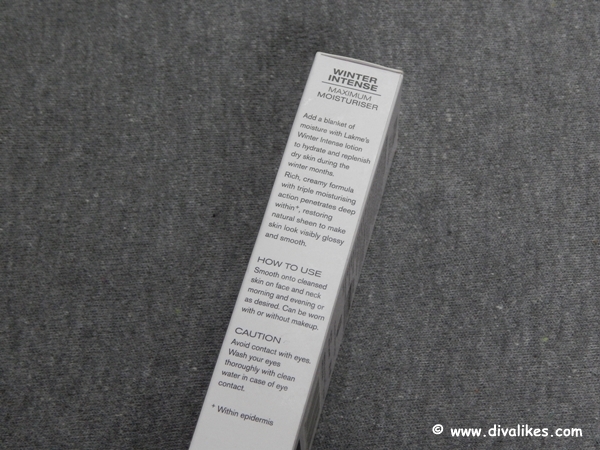 WINTER
INTENSE
MAXIMUM
MOISTURISER
Add a blanket of
moisture with Lakme's
Winter Intense lotion
to hydrate and replenish
dry skin during the
winter months.
Rich, creamy formula
with triple moisturising
action penetrates deep
within*, restoring
natural sheen to make
skin look visibly glossy
and smooth.
HOW TO USE
Smooth onto cleansed
skin on face and neck
morning and evening or
as desired. Can be worn
with or without makeup.
CAUTION
Avoid contact with eyes.
Wash your eyes
thoroughly with clean
water in case of eye
contact.
* Within epidermis
© www.divalikes.com